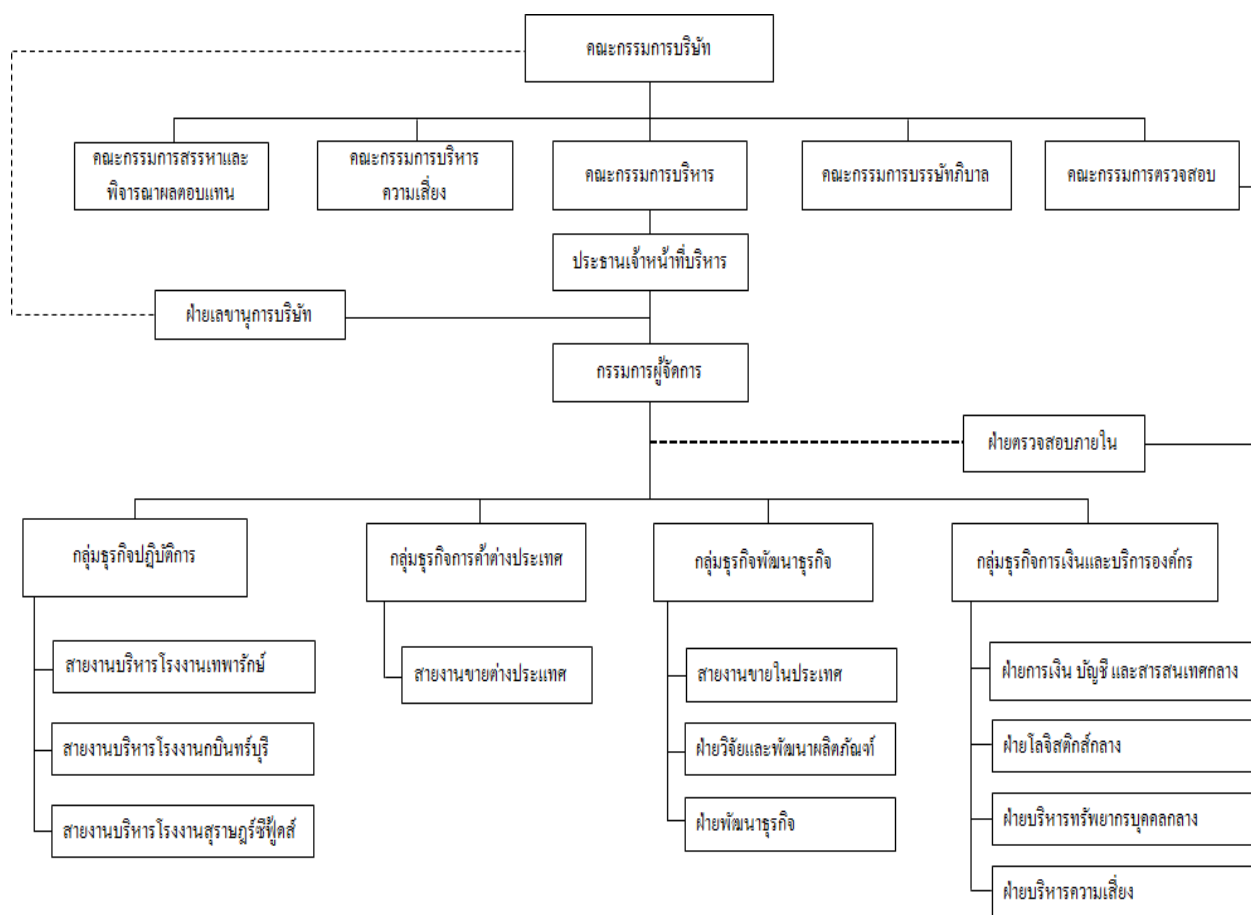 คณะกรรมการบริษัท
คณะกรรมการสรรหาและ
พิจารณาผลตอบแทน
คณะกรรมการบริหาร
ความเสี่ยง
คณะกรรมการบริหาร
คณะกรรมการบรรษัทภิบาล
คณะกรรมการตรวจสอบ
ประธานเจ้าหน้าที่บริหาร
ฝ่ายเลขานุการบริษัท
กรรมการผู้จัดการ
ฝ่ายตรวจสอบภายใน
กลุ่มธุรกิจปฏิบัติการ
กลุ่มธุรกิจการค้าต่างประเทศ
กลุ่มธุรกิจพัฒนาธุรกิจ
กลุ่มธุรกิจการเงินและบริการองค์กร
สายงานบริหารโรงงานเทพารักษ์
สายงานบริหารโรงงานกบินทร์บุรี
สายงานบริหารโรงงานสุราษฎร์ซีฟู้ดส์
สายงานขายต่างประแทศ
สายงานขายในประเทศ
ฝ่ายวิจัยและพัฒนาผลิตภัณฑ์
ฝ่ายพัฒนาธุรกิจ
ฝ่ายการเงิน บัญชี และสารสนเทศกลาง
ฝ่ายโลจิสติกส์กลาง
ฝ่ายบริหารทรัพยากรบุคคลกลาง
ฝ่ายบริหารความเสี่ยง